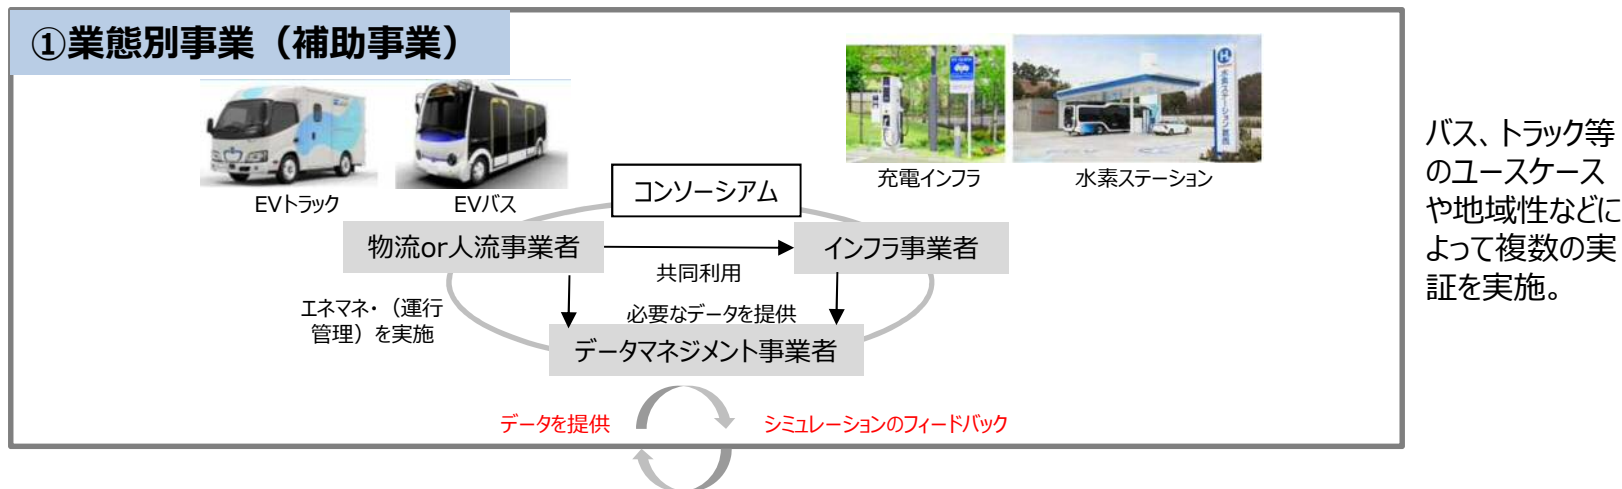 ①業態別事業（補助事業）
EVトラック
EVバス
充電インフラ
水素ステーション
コンソーシアム
物流or人流事業者
インフラ事業者
共同利用
エネマネ・（運行
管理）を実施
必要なデータを提供
データマネジメント事業者
データを提供
シミュレーションのフィードバック
バス、トラック等
のユースケース
や地域性などに
よって複数の実
証を実施。